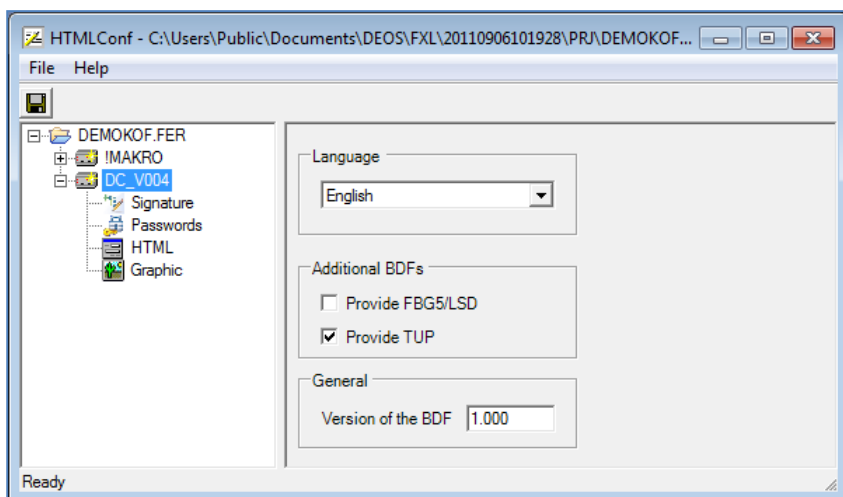 HTMLConf - C:\Users\Public\Documents\DEOS\FXL\20110906101928\PRJ\DEMOKOF...
File Help
DEMOKOF.FER
!MAKRO
DC_V004
Signature
Passwords
HTML
Graphic
Language
English
Additional BDFs
Provide FBG5/LSD
Provide TUP
General
Version of the BDF 1.000
Ready